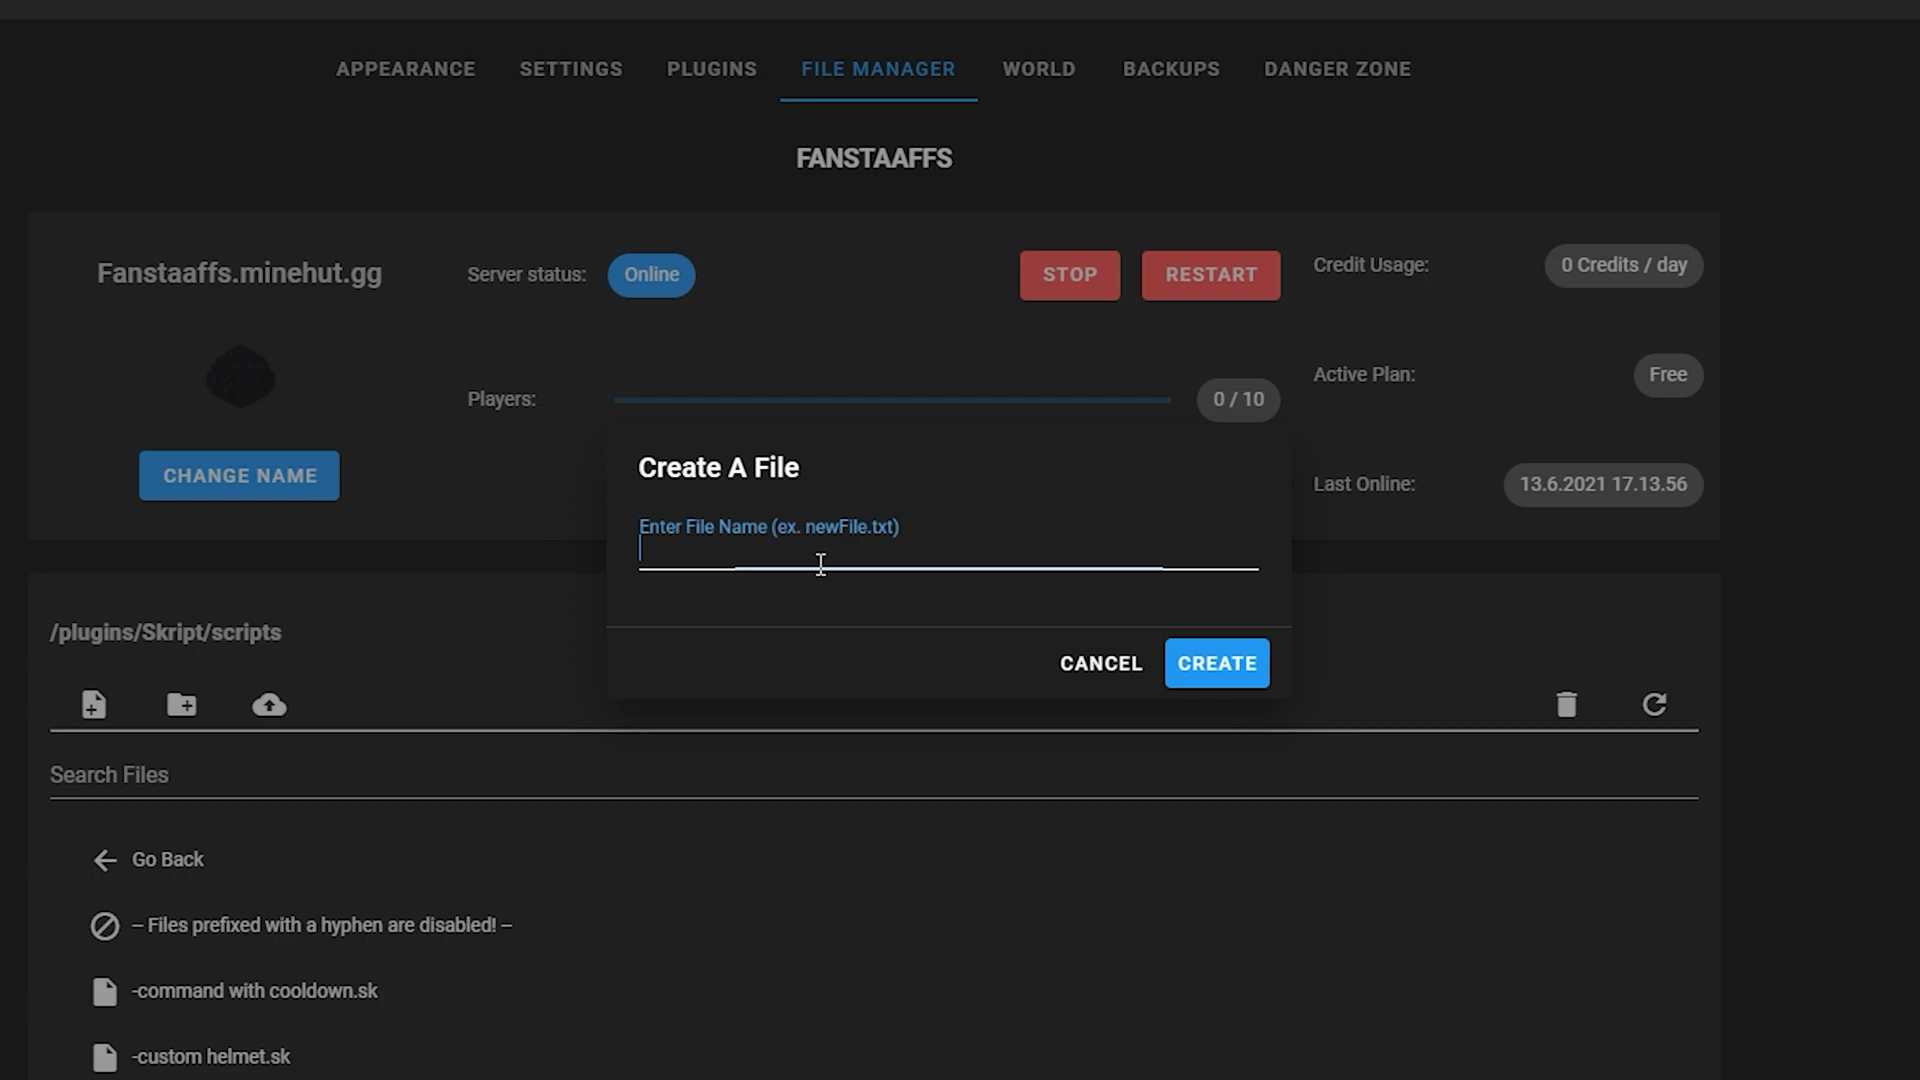 APPEARANCE SETTINGS PLUGINS FILE MANAGER WORLD BACKUPS DANGER ZONE
FANSTAAFFS
Fanstaaffs.minehut.gg
Server status: Online
STOP RESTART
Credit Usage: 0 Credits / day
Players: 0 / 10
Active Plan: Free
CHANGE NAME
Last Online: 13.6.2021 17.13.56
Create A File
Enter File Name (ex. newFile.txt)
CANCEL CREATE
/plugins/Skript/scripts
Search Files
Go Back
– Files prefixed with a hyphen are disabled! –
-command with cooldown.sk
-custom helmet.sk